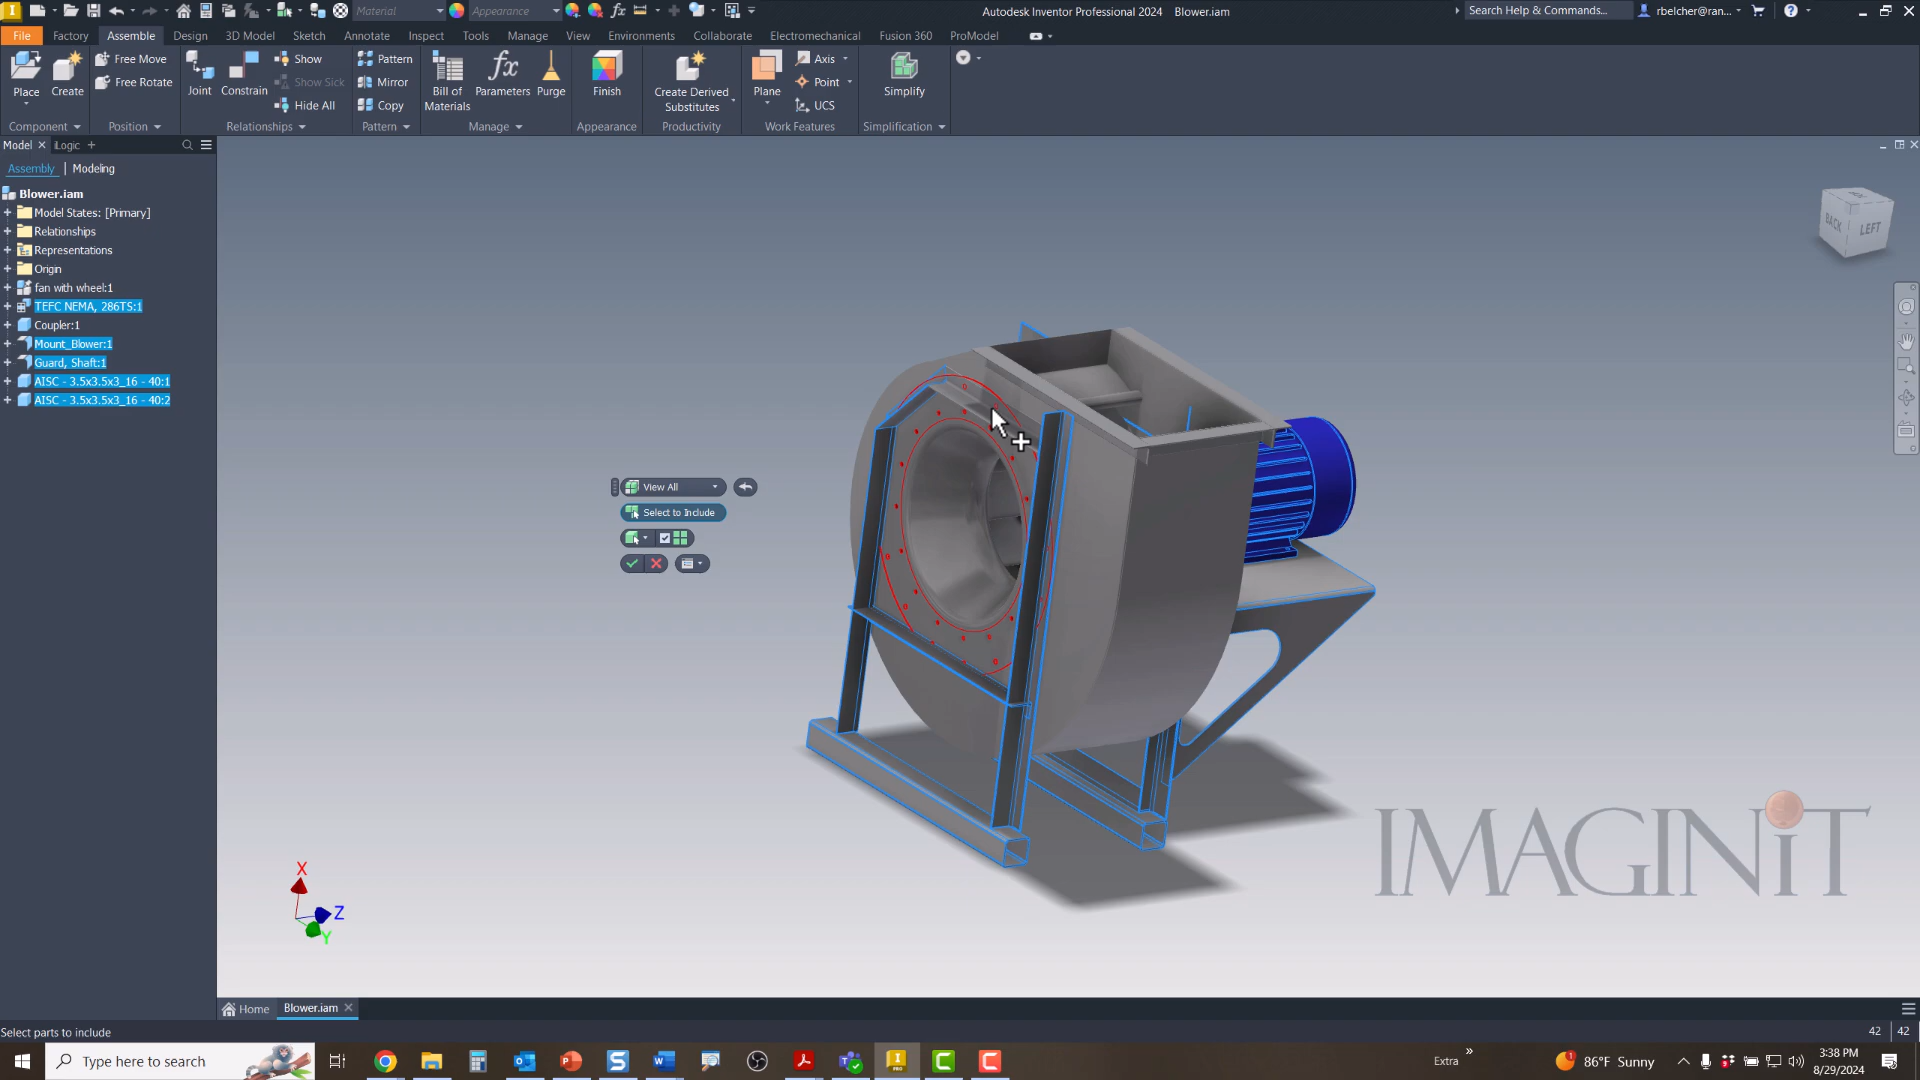 Material
Appearance
Autodesk Inventor Professional 2024 Blower.iam
Search Help & Commands...
rbelcher@ran...
File Factory Assemble Design 3D Model Sketch Annotate Inspect Tools Manage View Environments Collaborate Electromechanical Fusion 360 ProModel
Place
Create
Free Move
Free Rotate
Joint
Constrain
Show
Show Sick
Hide All
Pattern
Mirror
Copy
Bill of
Materials
Parameters
Purge
Finish
Create Derived
Substitutes
Plane
Axis
Point
UCS
Simplify
Component Position Relationships Pattern Manage Appearance Productivity Work Features Simplification
Model iLogic
Assembly | Modeling
Blower.iam
Model States: [Primary]
Relationships
Representations
Origin
fan with wheel:1
TEFC NEMA, 286TS:1
Coupler:1
Mount_Blower:1
Guard, Shaft:1
AISC - 3.5x3.5x3_16 - 40:1
AISC - 3.5x3.5x3_16 - 40:2
BACK
LEFT
View All
Select to Include
X
Z
Y
IMAGINiT
Home Blower.iam
Select parts to include
42 42
Type here to search
Extra
86°F Sunny
3:38 PM
8/29/2024